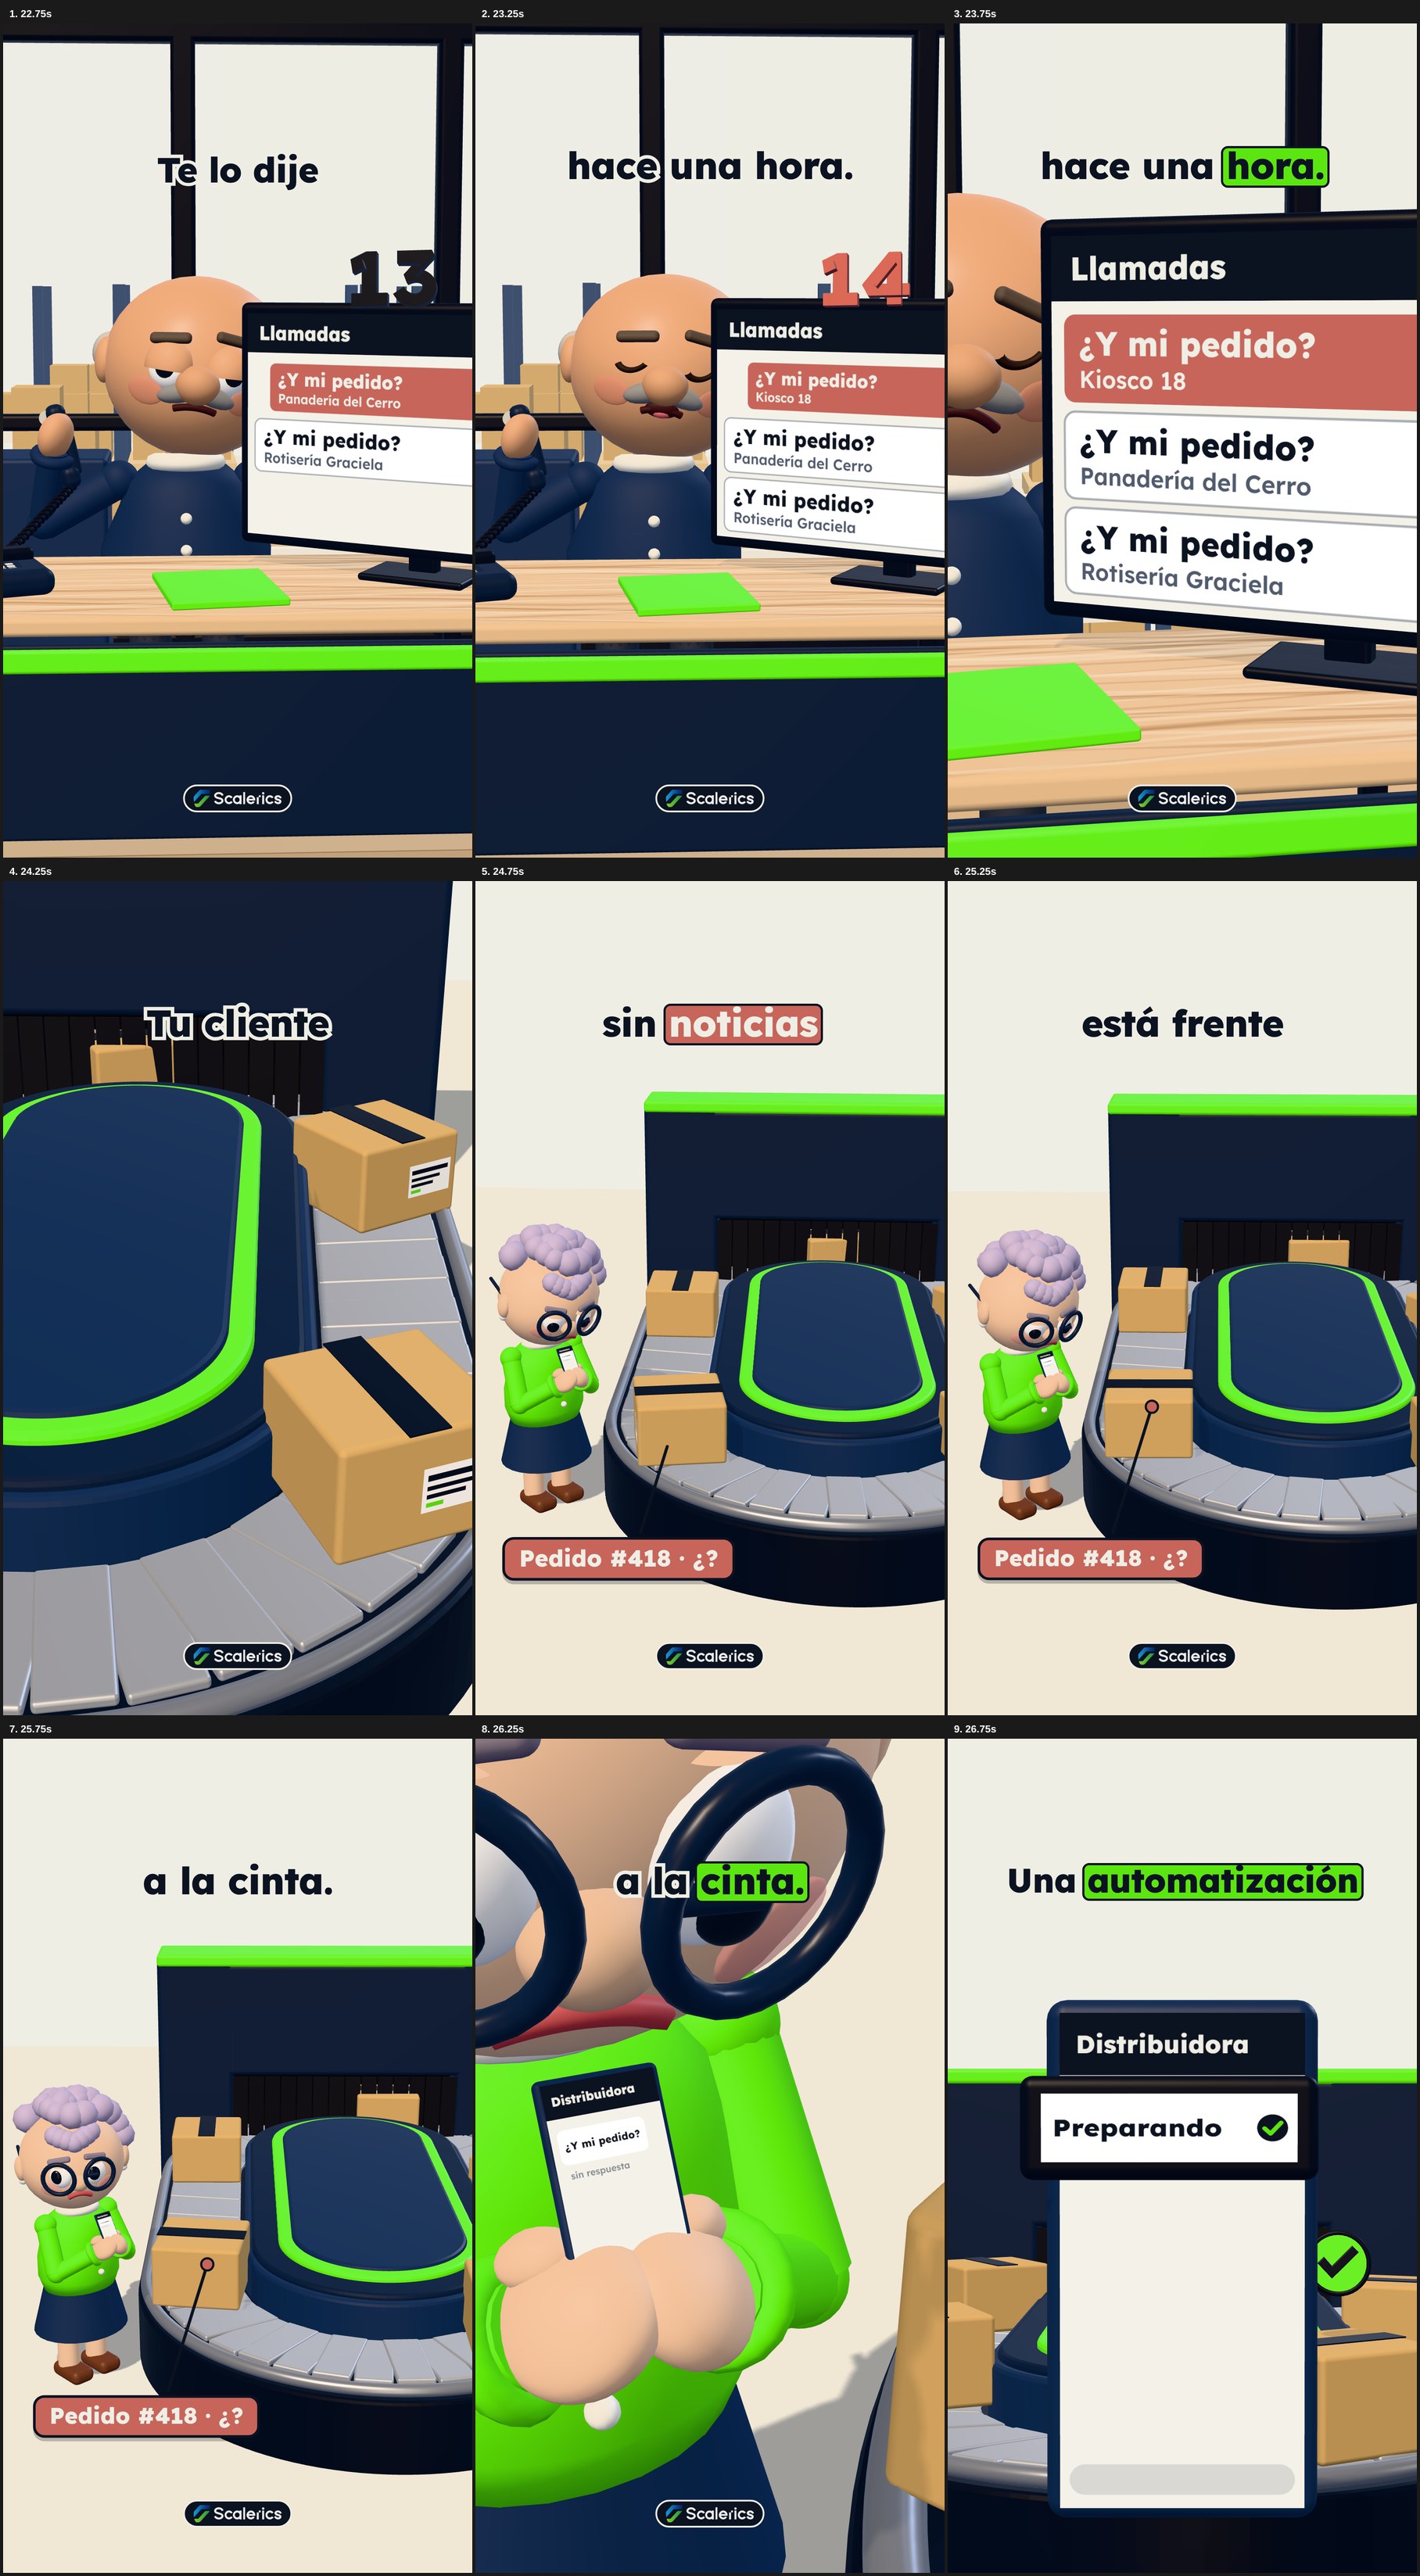 1. 22.75s
Te lo dije
13
Llamadas
¿Y mi pedido?
Panadería del Cerro
¿Y mi pedido?
Rotisería Graciela
Scalerics
2. 23.25s
hace una hora.
14
Llamadas
¿Y mi pedido?
Kiosco 18
¿Y mi pedido?
Panadería del Cerro
¿Y mi pedido?
Rotisería Graciela
Scalerics
3. 23.75s
hace una hora.
Llamadas
¿Y mi pedido?
Kiosco 18
¿Y mi pedido?
Panadería del Cerro
¿Y mi pedido?
Rotisería Graciela
Scalerics
4. 24.25s
Tu cliente
Scalerics
5. 24.75s
sin noticias
Pedido #418 · ¿?
Scalerics
6. 25.25s
está frente
Pedido #418 · ¿?
Scalerics
7. 25.75s
a la cinta.
Pedido #418 · ¿?
Scalerics
8. 26.25s
a la cinta.
Distribuidora
¿Y mi pedido?
sin respuesta
Scalerics
9. 26.75s
Una automatización
Distribuidora
Preparando